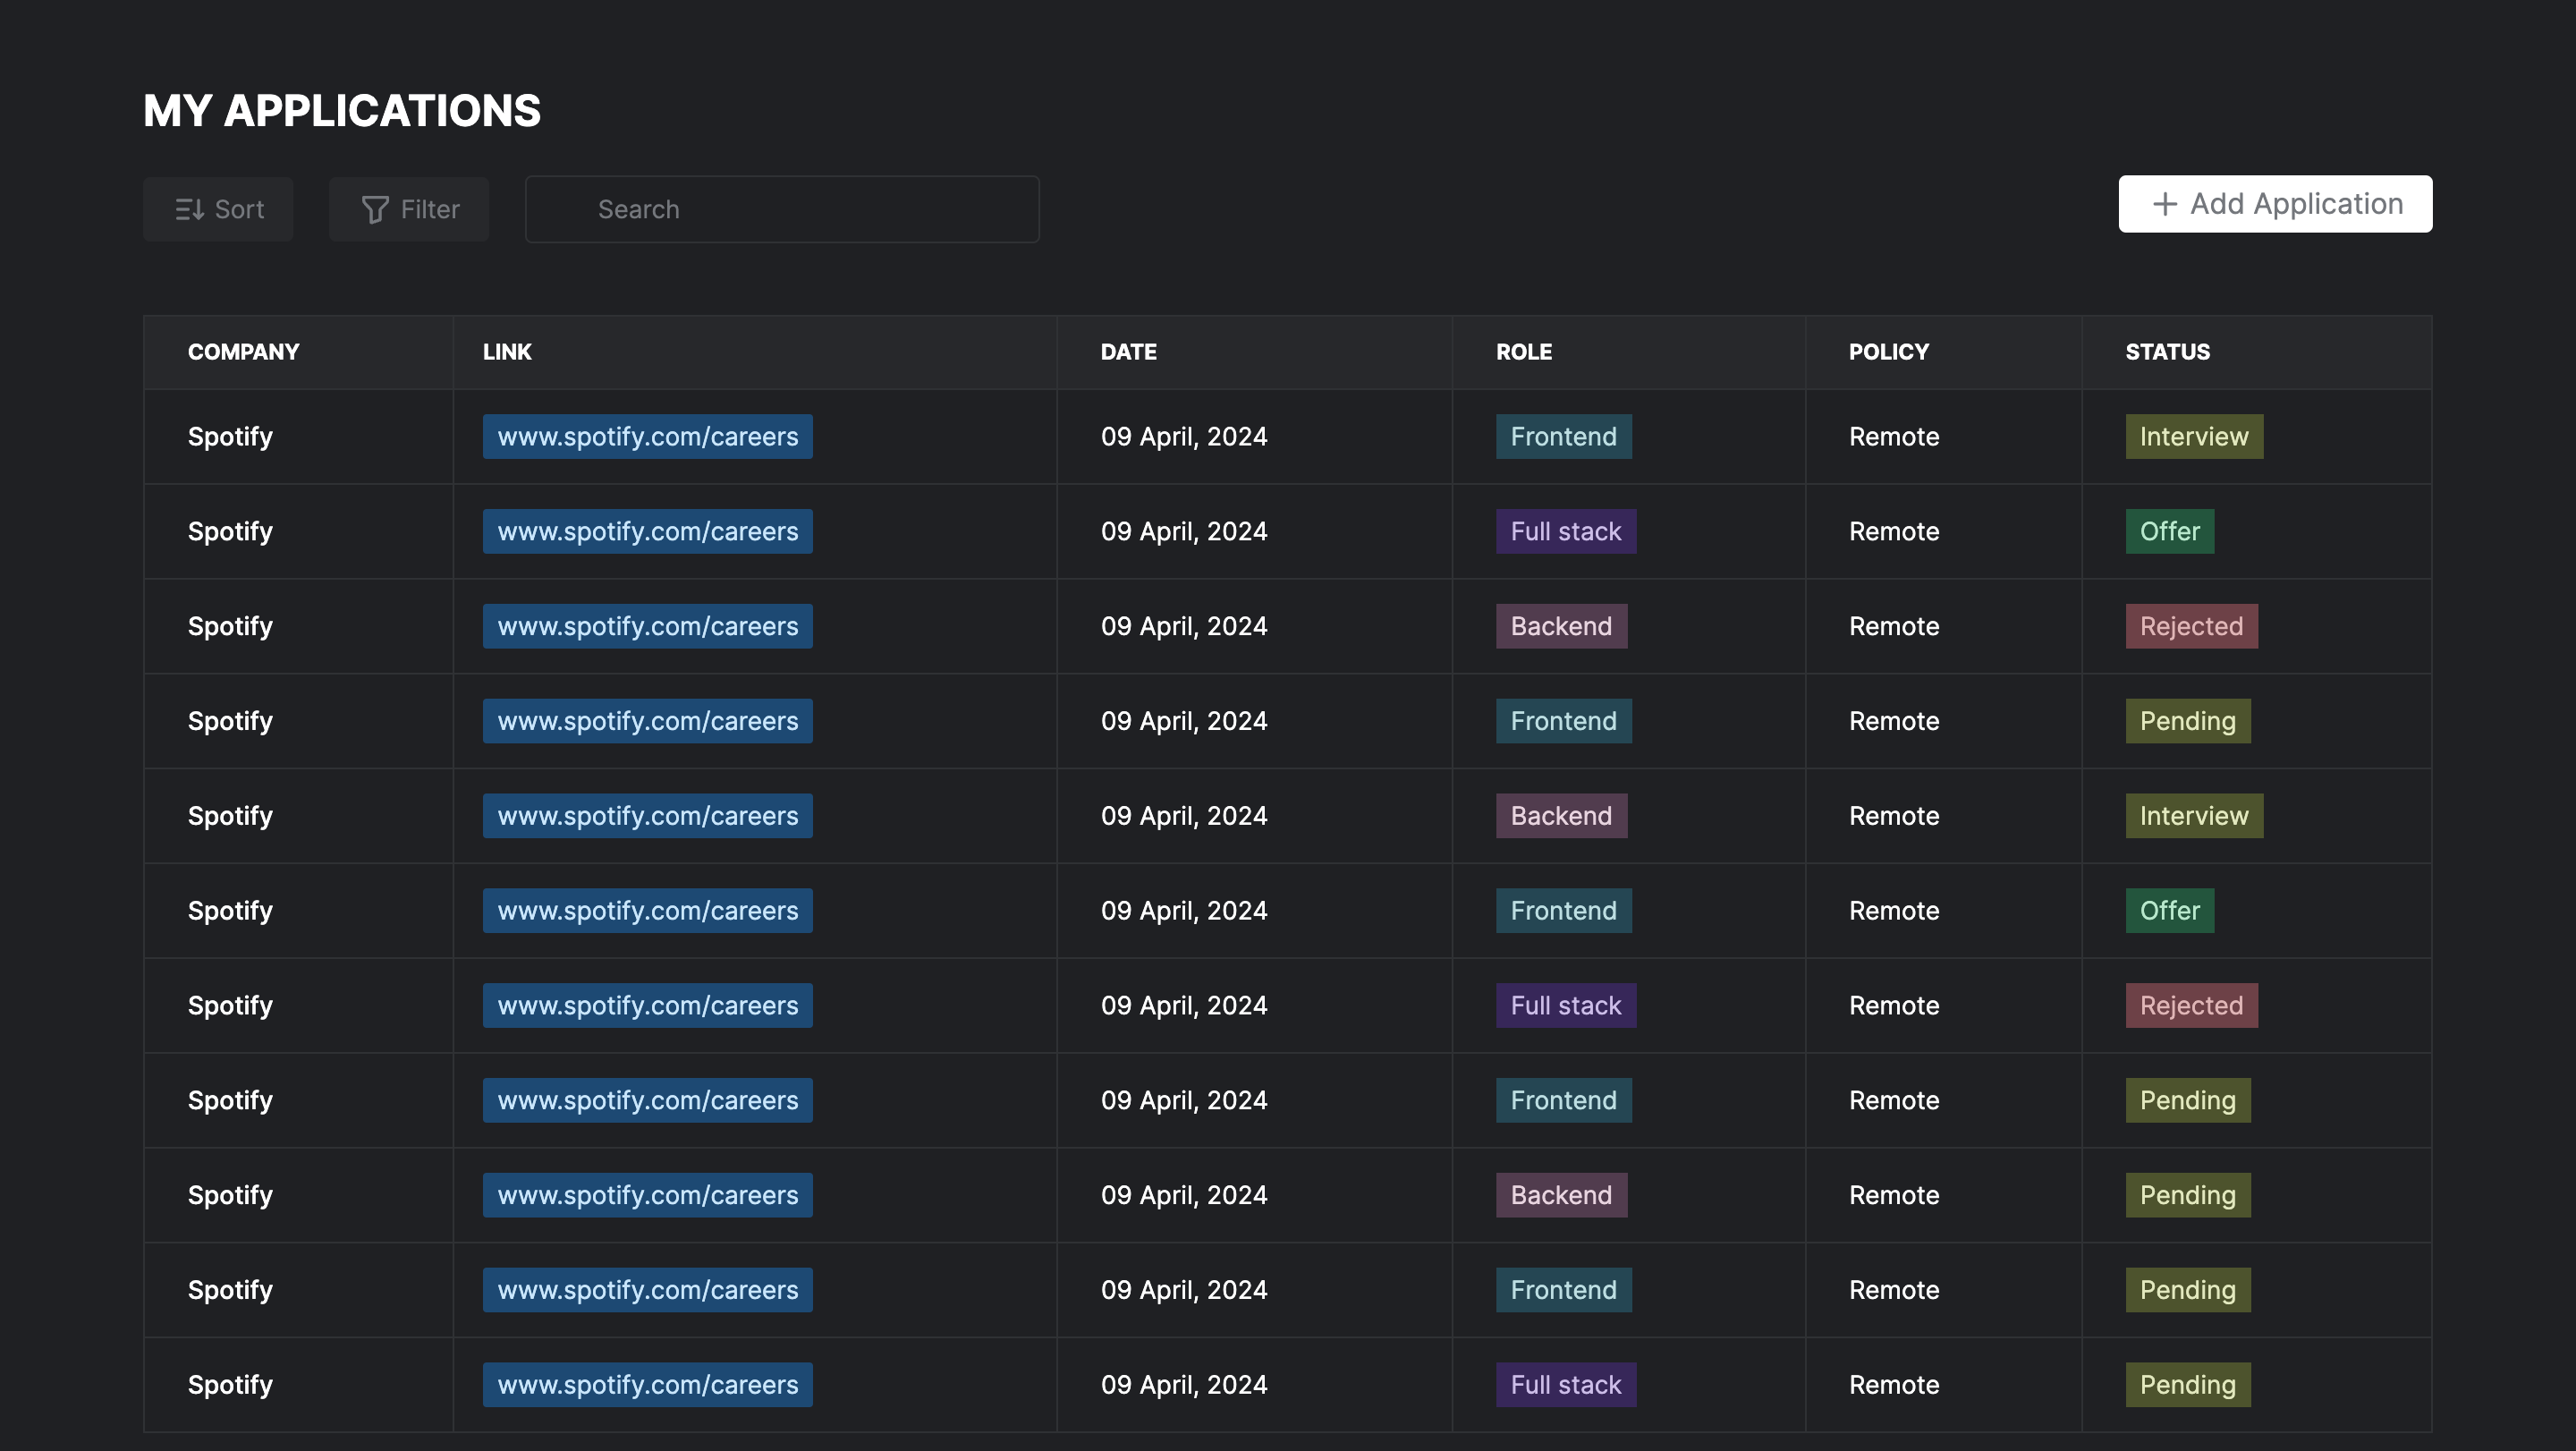 MY APPLICATIONS
Sort Filter Search + Add Application
COMPANY LINK DATE ROLE POLICY STATUS
Spotify www.spotify.com/careers 09 April, 2024 Frontend Remote Interview
Spotify www.spotify.com/careers 09 April, 2024 Full stack Remote Offer
Spotify www.spotify.com/careers 09 April, 2024 Backend Remote Rejected
Spotify www.spotify.com/careers 09 April, 2024 Frontend Remote Pending
Spotify www.spotify.com/careers 09 April, 2024 Backend Remote Interview
Spotify www.spotify.com/careers 09 April, 2024 Frontend Remote Offer
Spotify www.spotify.com/careers 09 April, 2024 Full stack Remote Rejected
Spotify www.spotify.com/careers 09 April, 2024 Frontend Remote Pending
Spotify www.spotify.com/careers 09 April, 2024 Backend Remote Pending
Spotify www.spotify.com/careers 09 April, 2024 Frontend Remote Pending
Spotify www.spotify.com/careers 09 April, 2024 Full stack Remote Pending